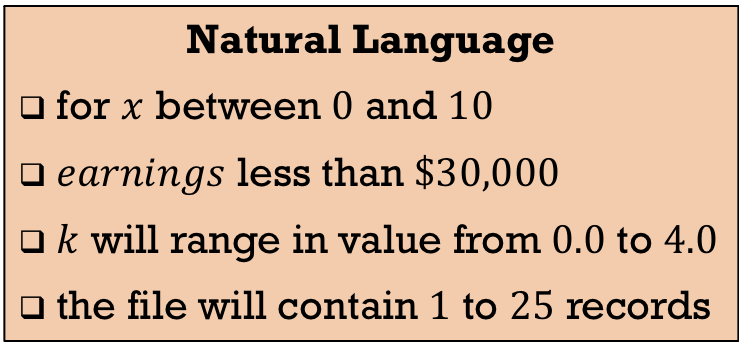 Natural Language
❑ for x between 0 and 10
❑ earnings less than $30,000
❑ k will range in value from 0.0 to 4.0
❑ the file will contain 1 to 25 records